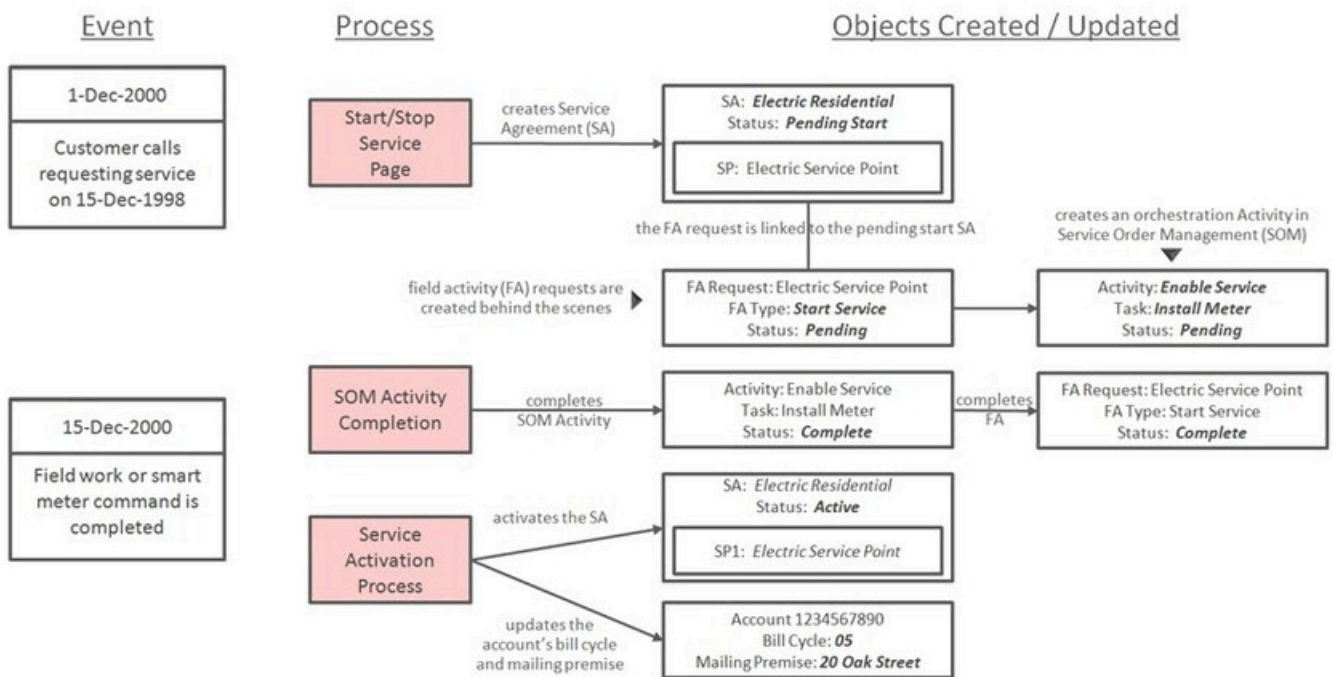 Event
Process
Objects Created / Updated
1-Dec-2000
Customer calls
requesting service
on 15-Dec-1998
Start/Stop
Service
Page
creates Service
Agreement (SA)
SA: Electric Residential
Status: Pending Start
SP: Electric Service Point
the FA request is linked to the pending start SA
creates an orchestration Activity in
Service Order Management (SOM)
field activity (FA) requests are
created behind the scenes
FA Request: Electric Service Point
FA Type: Start Service
Status: Pending
Activity: Enable Service
Task: Install Meter
Status: Pending
15-Dec-2000
Field work or smart
meter command is
completed
SOM Activity
Completion
completes
SOM Activity
Activity: Enable Service
Task: Install Meter
Status: Complete
completes
FA
FA Request: Electric Service Point
FA Type: Start Service
Status: Complete
Service
Activation
Process
activates the SA
SA: Electric Residential
Status: Active
SP1: Electric Service Point
updates the
account's bill cycle
and mailing premise
Account 1234567890
Bill Cycle: 05
Mailing Premise: 20 Oak Street